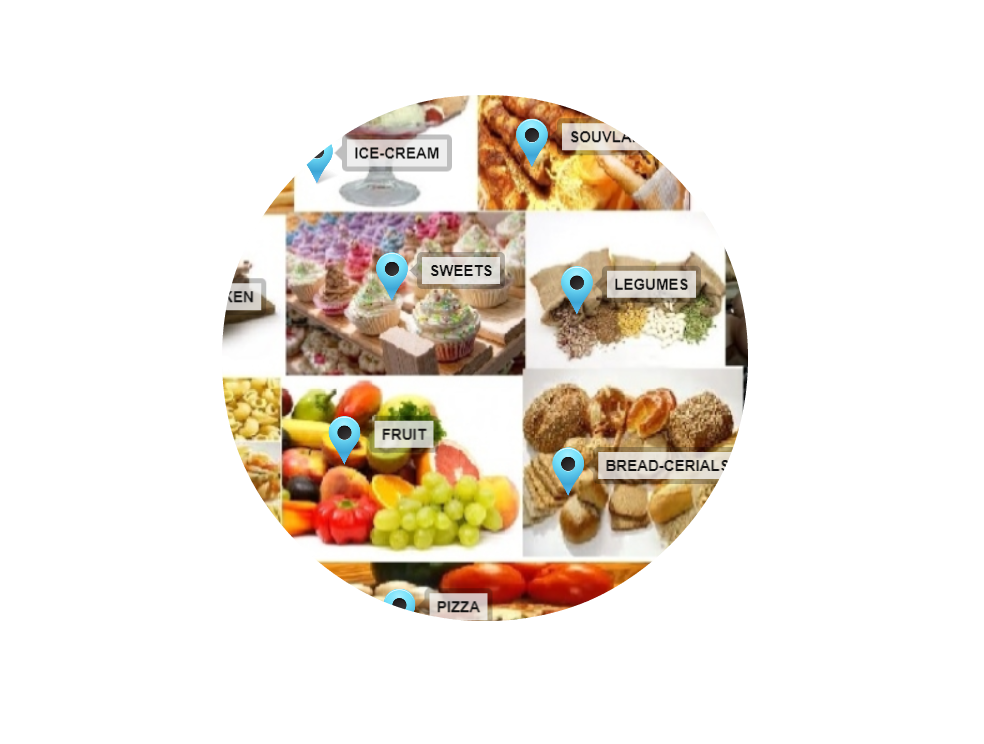 SOUVLA
ICE-CREAM
SWEETS
LEGUMES
KEN
FRUIT
BREAD-CERIALS
PIZZA